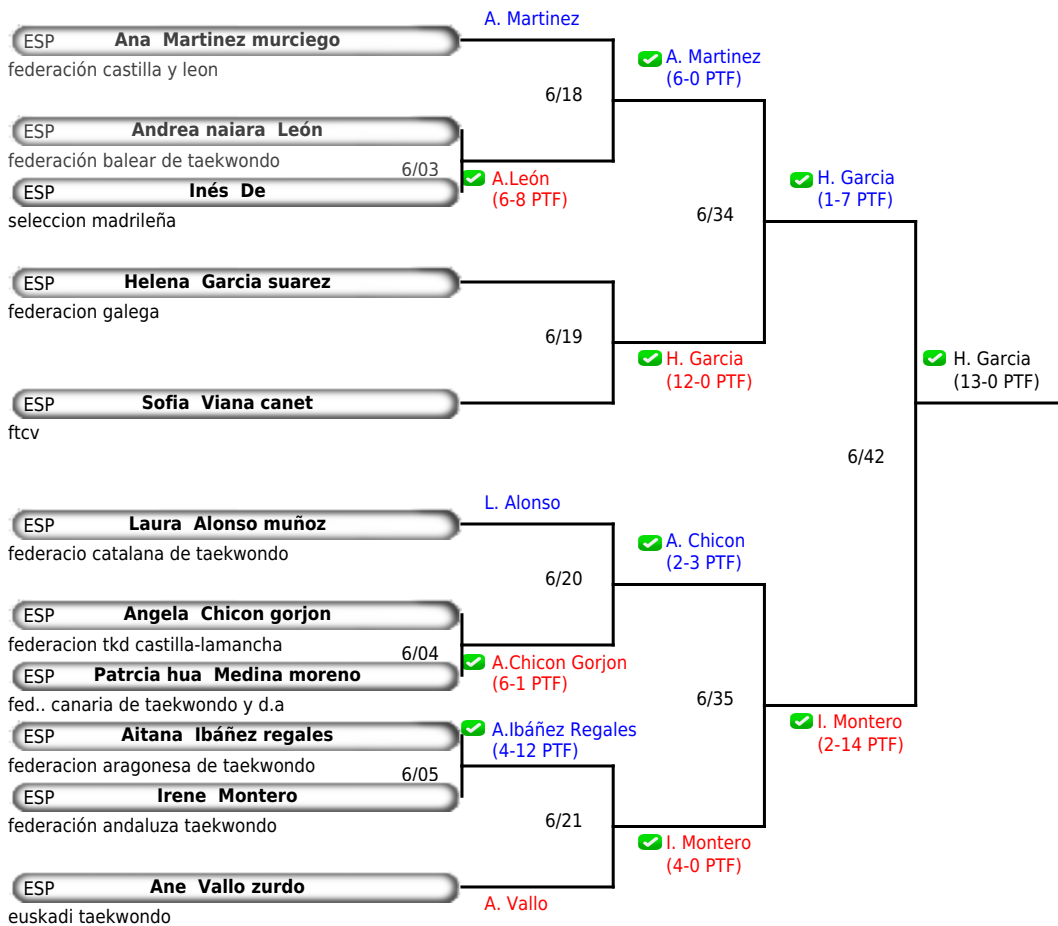 A. Martinez
ESP Ana Martinez murciego
federación castilla y leon
A. Martinez
(6-0 PTF)
6/18
ESP Andrea naiara León
federación balear de taekwondo
6/03
ESP Inés De
seleccion madrileña
A.León
(6-8 PTF)
H. Garcia
(1-7 PTF)
6/34
ESP Helena Garcia suarez
federacion galega
6/19
H. Garcia
(12-0 PTF)
H. Garcia
(13-0 PTF)
ESP Sofia Viana canet
ftcv
6/42
L. Alonso
ESP Laura Alonso muñoz
federacio catalana de taekwondo
A. Chicon
(2-3 PTF)
6/20
ESP Angela Chicon gorjon
federacion tkd castilla-lamancha
6/04
ESP Patrcia hua Medina moreno
fed.. canaria de taekwondo y d.a
A.Chicon Gorjon
(6-1 PTF)
6/35
I. Montero
(2-14 PTF)
ESP Aitana Ibáñez regales
federacion aragonesa de taekwondo
A.Ibáñez Regales
(4-12 PTF)
6/05
ESP Irene Montero
federación andaluza taekwondo
6/21
I. Montero
(4-0 PTF)
ESP Ane Vallo zurdo
euskadi taekwondo
A. Vallo